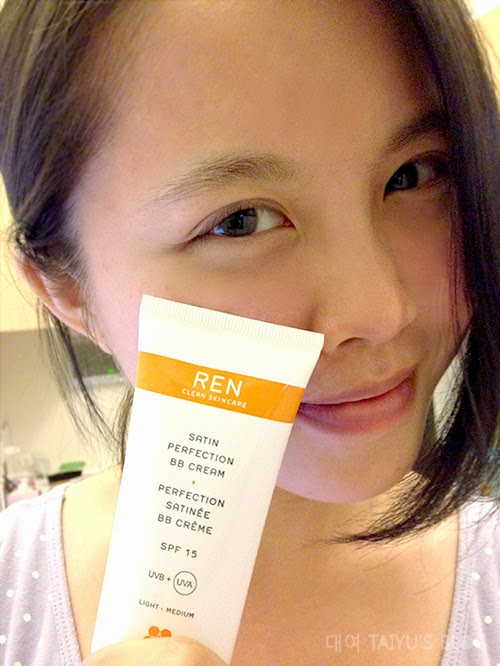 REN
CLEAN SKINCARE
SATIN
PERFECTION
BB CREAM
•
PERFECTION
SATINÉE
BB CRÈME
SPF 15
UVB + UVA
LIGHT › MEDIUM
대여 TAIYU'S BLOG